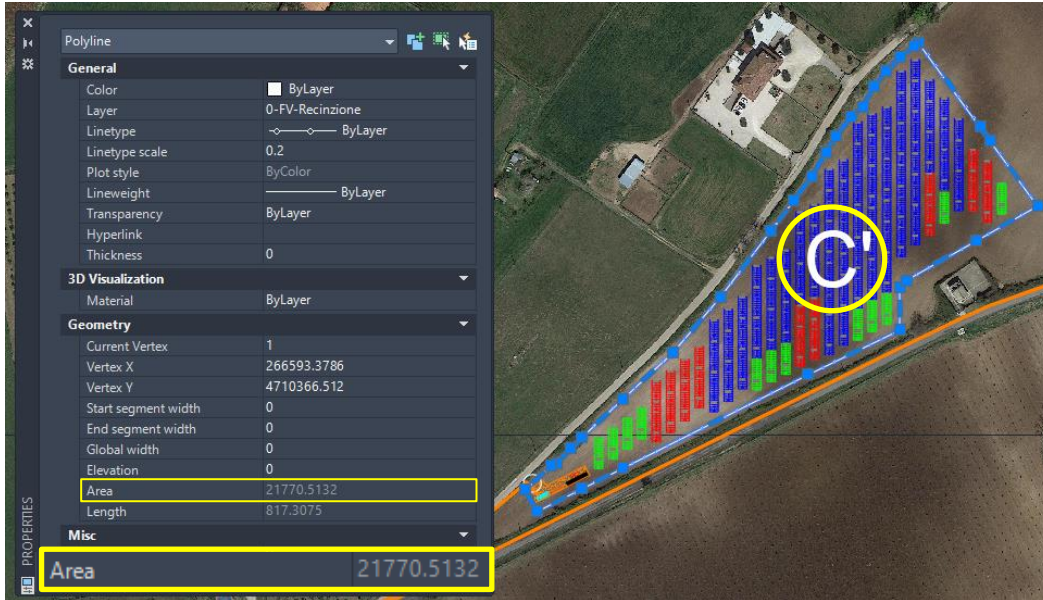 Polyline
General
Color ByLayer
Layer 0-FV-Recinzione
Linetype ByLayer
Linetype scale 0.2
Plot style ByColor
Lineweight ByLayer
Transparency ByLayer
Hyperlink
Thickness 0
3D Visualization
Material ByLayer
Geometry
Current Vertex 1
Vertex X 266593.3786
Vertex Y 4710366.512
Start segment width 0
End segment width 0
Global width 0
Elevation 0
Area 21770.5132
Length 817.3075
Misc
Area 21770.5132
PROPERTIES
C'